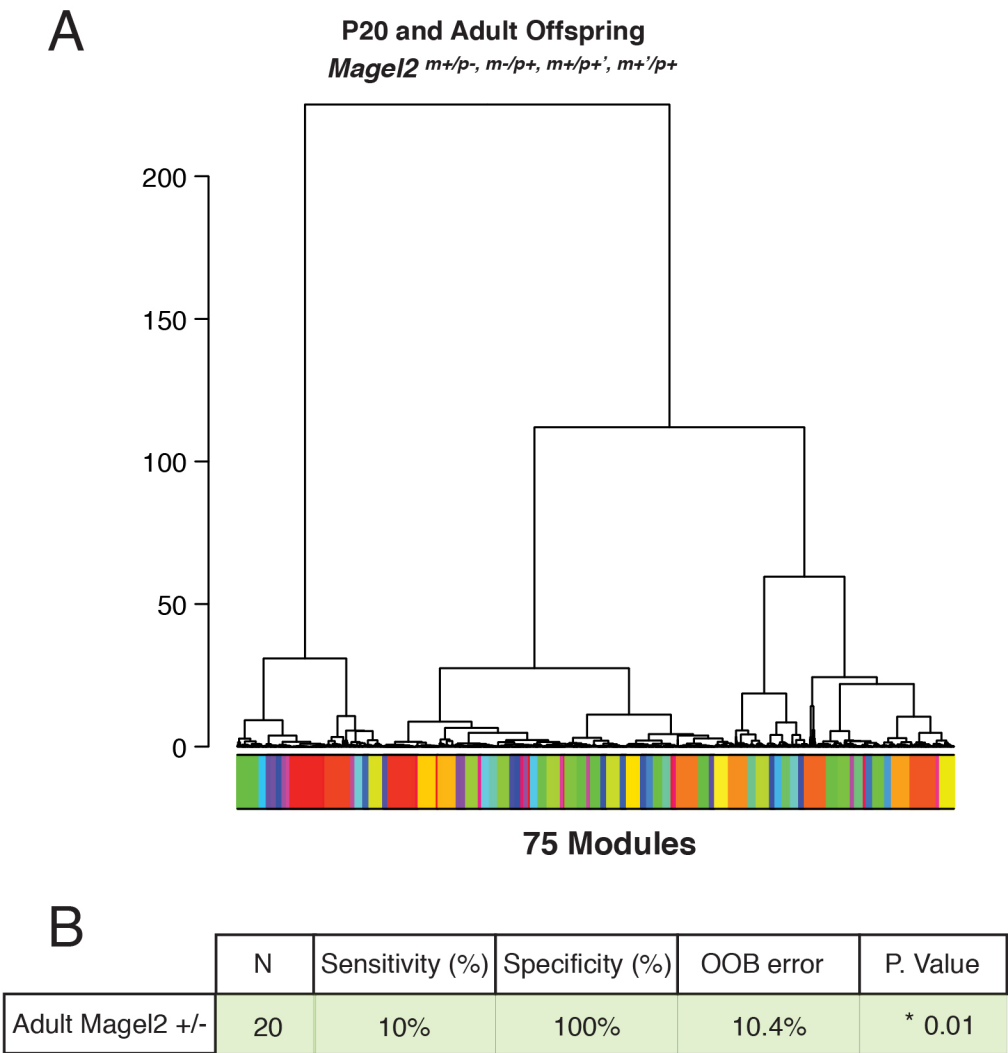 A
P20 and Adult Offspring
Magel2 m+/p-, m-/p+, m+/p+', m+'/p+
200
150
100
50
0
75 Modules
B
N Sensitivity (%) Specificity (%) OOB error P. Value
Adult Magel2 +/- 20 10% 100% 10.4% * 0.01